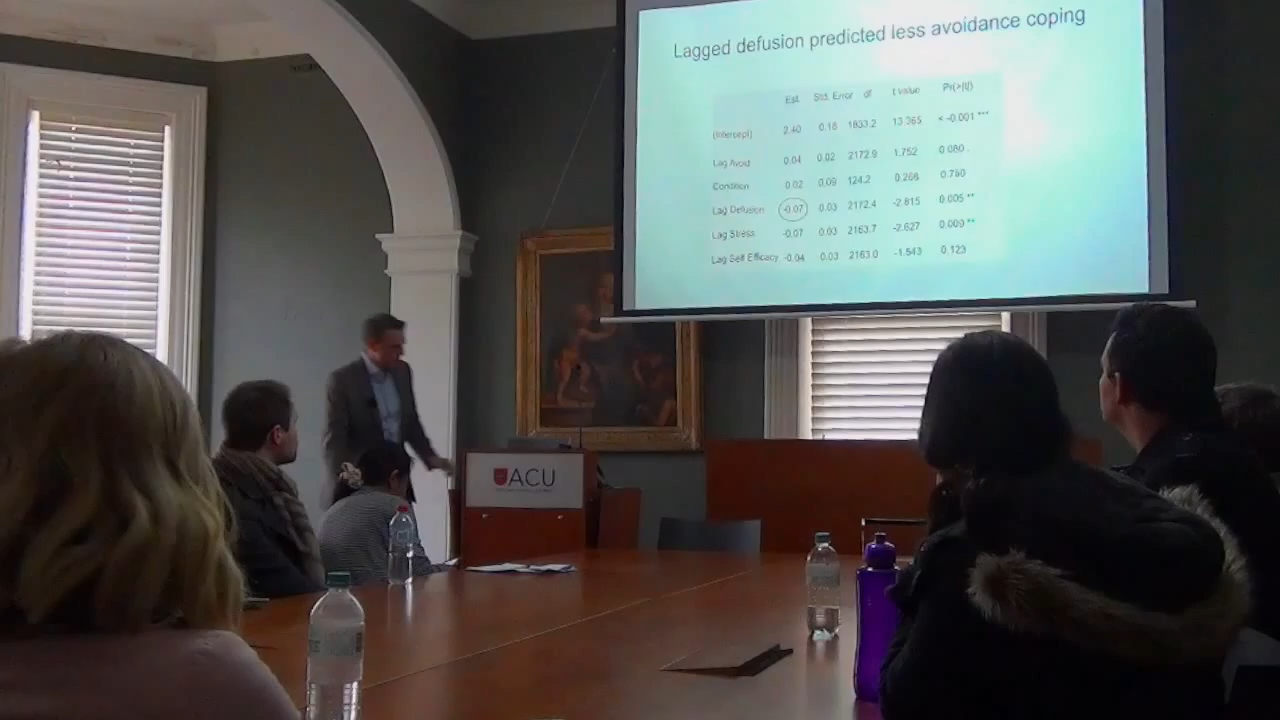 Lagged defusion predicted less avoidance coping
Est. Std. Error df t value Pr(>|t|)
(Intercept) 2.40 0.18 1833.2 13.365 < -0.001 ***
Lag Avoid 0.04 0.02 2172.9 1.752 0.080 .
Condition 0.02 0.09 124.2 0.268 0.790
Lag Defusion -0.07 0.03 2172.4 -2.815 0.005 **
Lag Stress -0.07 0.03 2163.7 -2.627 0.009 **
Lag Self Efficacy -0.04 0.03 2163.0 -1.543 0.123
ACU